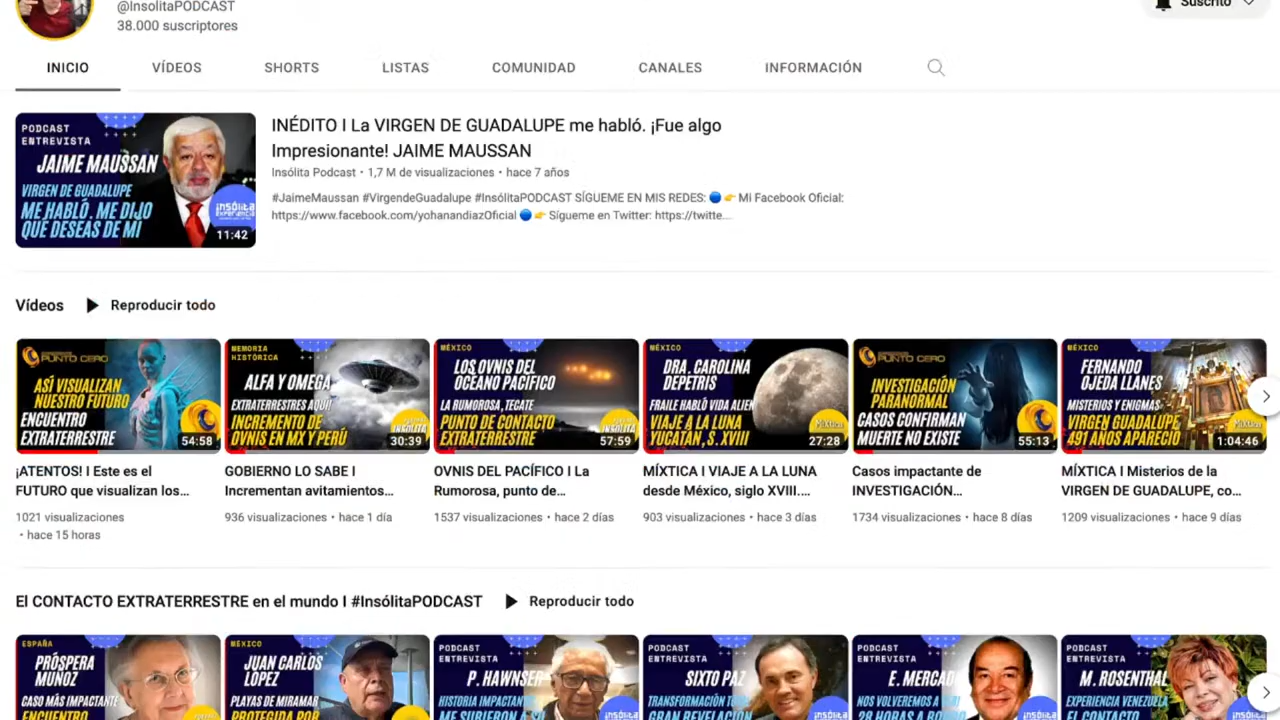 @InsólitaPODCAST
38.000 suscriptores
Suscrito
INICIO
VÍDEOS
SHORTS
LISTAS
COMUNIDAD
CANALES
INFORMACIÓN
PODCAST
ENTREVISTA
JAIME MAUSSAN
VIRGEN DE GUADALUPE
ME HABLÓ. ME DIJO
QUÉ DESEAS DE MÍ
INSÓLITA
EXPERIENCIA
11:42
INÉDITO I La VIRGEN DE GUADALUPE me habló. ¡Fue algo
Impresionante! JAIME MAUSSAN
Insólita Podcast • 1,7 M de visualizaciones • hace 7 años
#JaimeMaussan #VirgendeGuadalupe #InsólitaPODCAST SÍGUEME EN MIS REDES: 🔵 👉 Mi Facebook Oficial:
https://www.facebook.com/yohanandiazOficial 🔵 👉 Sígueme en Twitter: https://twitte...
Vídeos
Reproducir todo
PUNTO CERO
ASÍ VISUALIZAN
NUESTRO FUTURO
ENCUENTRO
EXTRATERRESTRE
54:58
¡ATENTOS! I Este es el
FUTURO que visualizan los...
1021 visualizaciones
• hace 15 horas
MEMORIA
HISTÓRICA
ALFA Y OMEGA
EXTRATERRESTRES AQUÍ
INCREMENTO DE
OVNIS EN MX Y PERÚ
30:39
GOBIERNO LO SABE I
Incrementan avitamientos...
936 visualizaciones • hace 1 día
MÉXICO
LOS OVNIS DEL
OCÉANO PACIFICO
LA RUMOROSA, TECATE
PUNTO DE CONTACTO
EXTRATERRESTRE
57:59
OVNIS DEL PACÍFICO I La
Rumorosa, punto de...
1537 visualizaciones • hace 2 días
MÉXICO
DRA. CAROLINA
DEPETRIS
FRAILE HABLÓ VIDA ALIEN
VIAJE A LA LUNA
YUCATÁN, S. XVIII
27:28
MÍXTICA I VIAJE A LA LUNA
desde México, siglo XVIII....
903 visualizaciones • hace 3 días
PUNTO CERO
INVESTIGACIÓN
PARANORMAL
CASOS CONFIRMAN
MUERTE NO EXISTE
55:13
Casos impactante de
INVESTIGACIÓN...
1734 visualizaciones • hace 8 días
MÉXICO
FERNANDO
OJEDA LLANES
MISTERIOS Y ENIGMAS
VIRGEN GUADALUPE
491 AÑOS APARECIÓ
1:04:46
MÍXTICA I Misterios de la
VIRGEN DE GUADALUPE, co...
1209 visualizaciones • hace 9 días
El CONTACTO EXTRATERRESTRE en el mundo I #InsólitaPODCAST
Reproducir todo
ESPAÑA
PRÓSPERA
MUÑOZ
CASO MÁS IMPACTANTE
ENCUENTRO
MÉXICO
JUAN CARLOS
LÓPEZ
PLAYAS DE MIRAMAR
PROTEGIDA POR
PODCAST
ENTREVISTA
P. HAWNSER
ME SUBIERON A SU
PODCAST
ENTREVISTA
SIXTO PAZ
GRAN REVELACIÓN
PODCAST
ENTREVISTA
NOS VOLVEREMOS A
28 HORAS A BORDO
PODCAST
ENTREVISTA
M. ROSENTHAL
EXPERIENCIA
EL CONTACTO